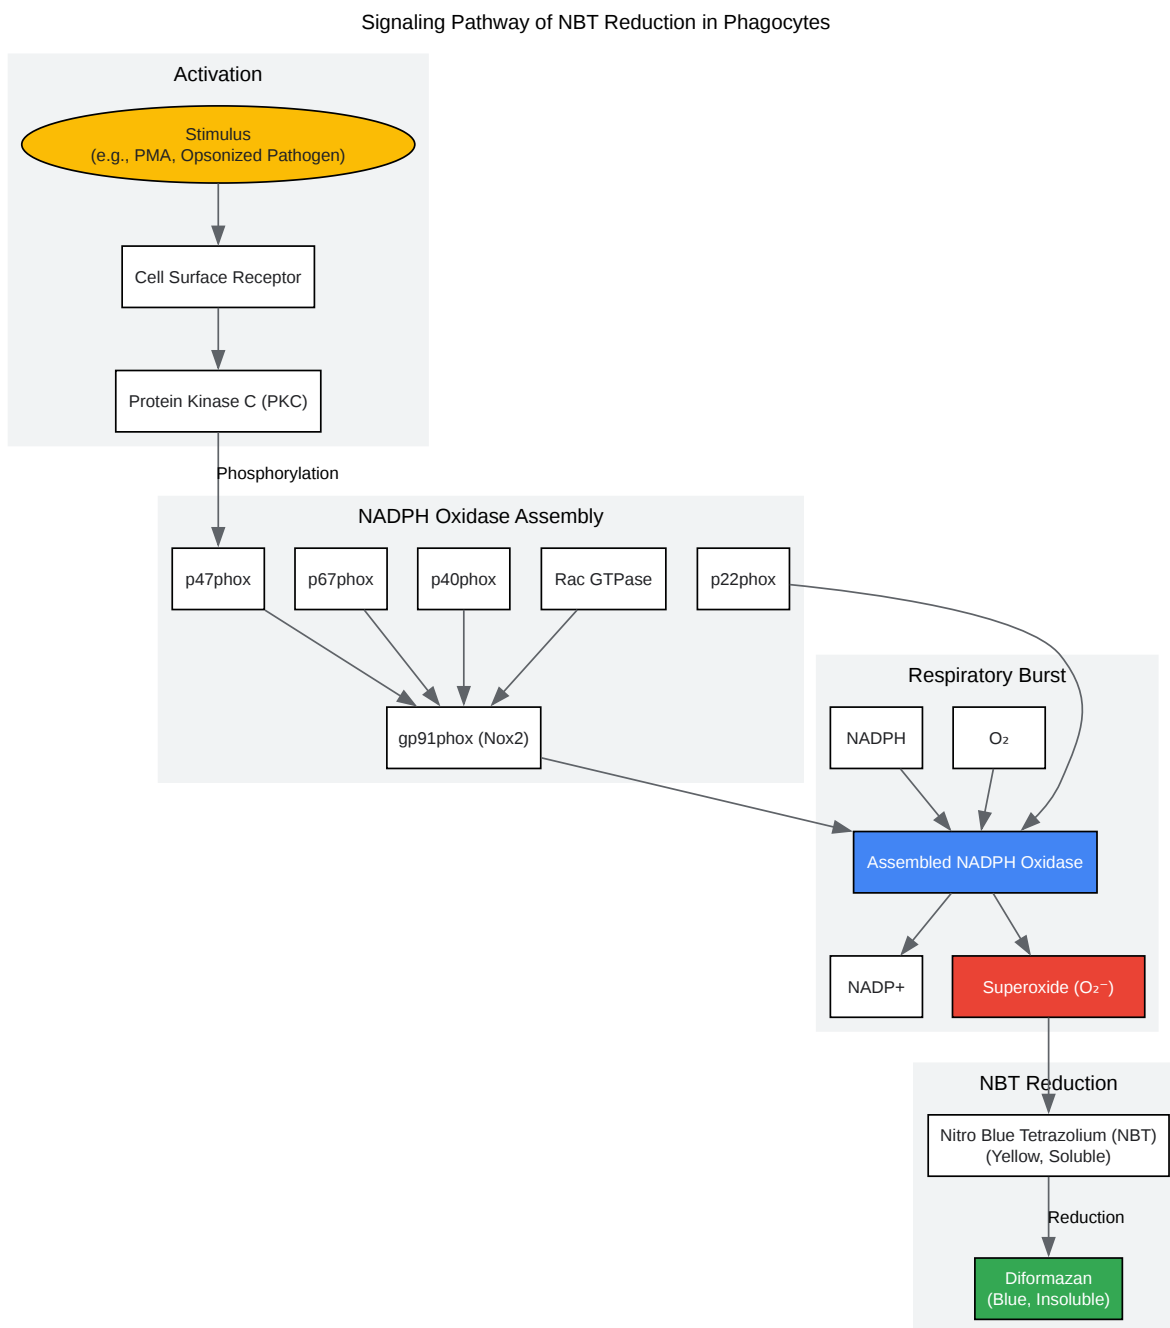 Signaling Pathway of NBT Reduction in Phagocytes
Activation
Stimulus
(e.g., PMA, Opsonized Pathogen)
Cell Surface Receptor
Protein Kinase C (PKC)
Phosphorylation
NADPH Oxidase Assembly
p47phox
p67phox
p40phox
Rac GTPase
p22phox
gp91phox (Nox2)
Respiratory Burst
NADPH
O₂
Assembled NADPH Oxidase
NADP+
Superoxide (O₂⁻)
NBT Reduction
Nitro Blue Tetrazolium (NBT)
(Yellow, Soluble)
Reduction
Diformazan
(Blue, Insoluble)